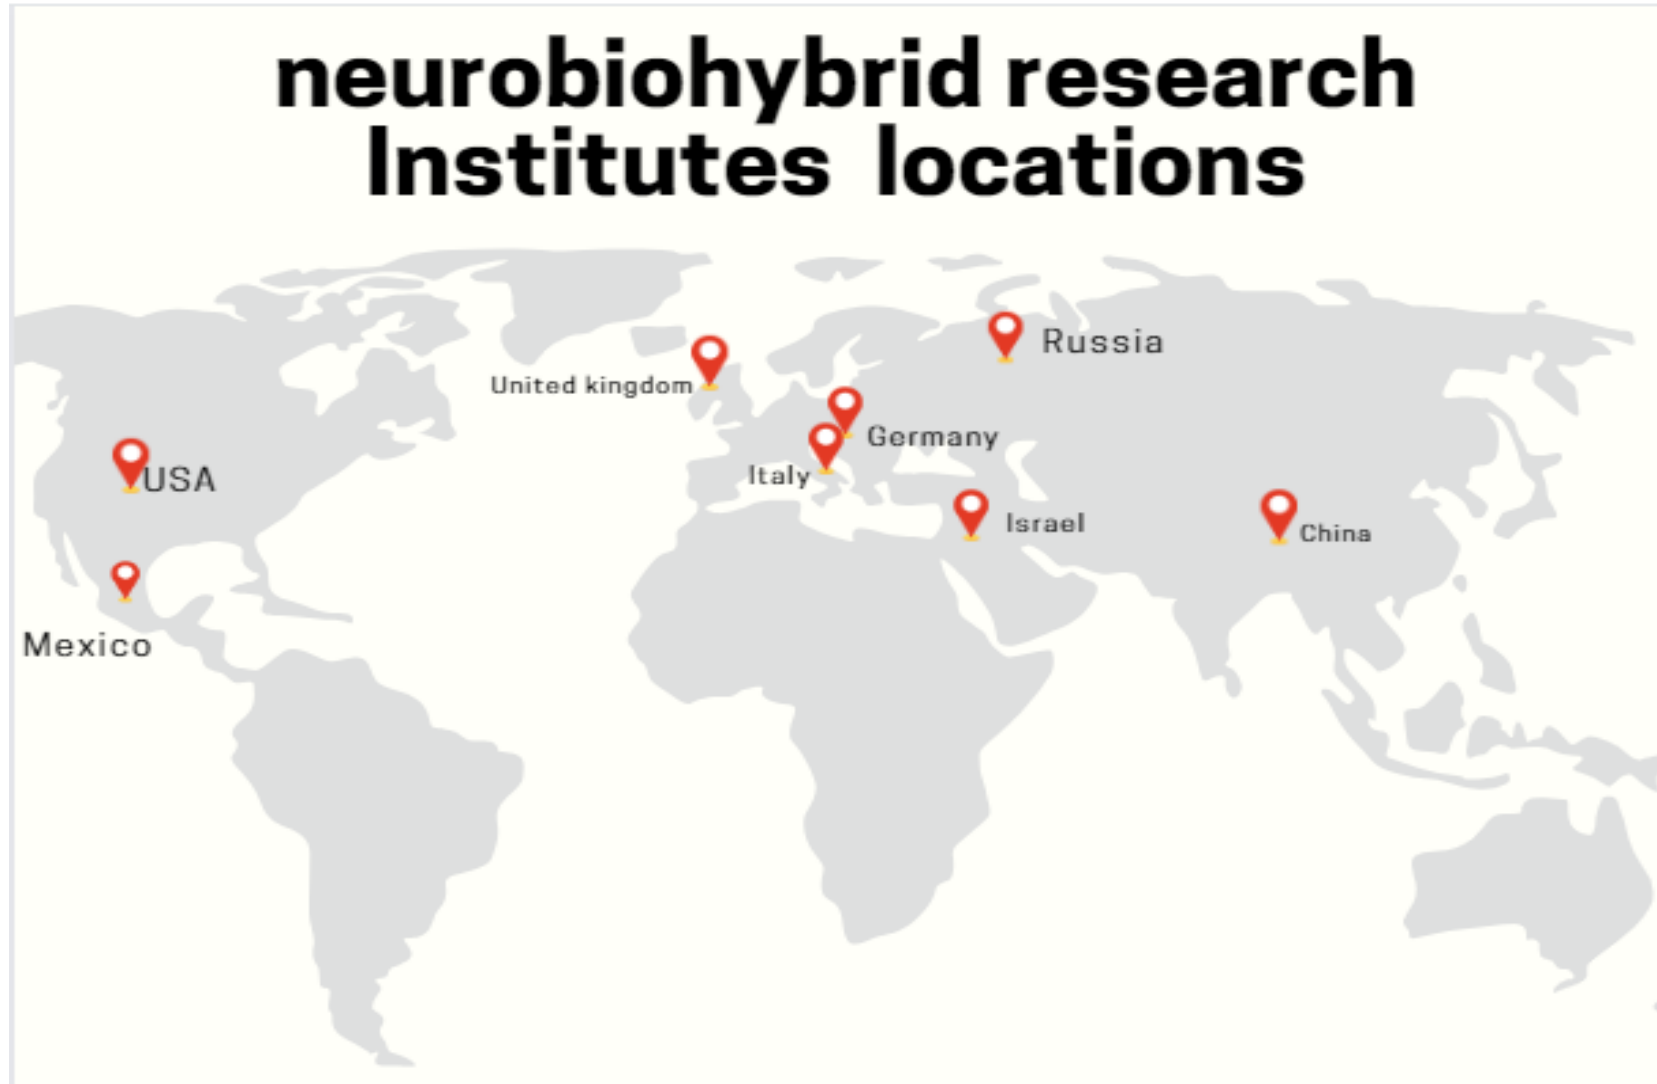 neurobiohybrid research
Institutes locations
Russia
United kingdom
Germany
Italy
USA
Israel
China
Mexico